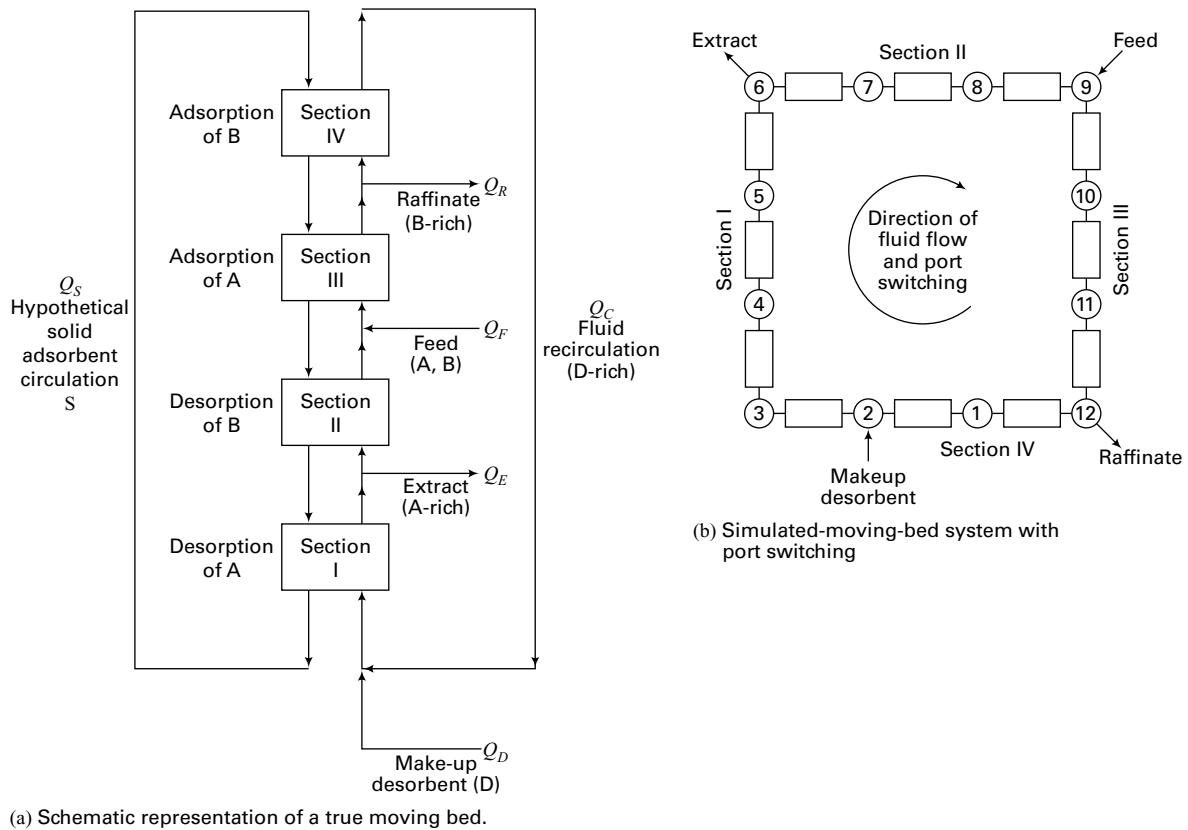 Adsorption
of B
Section
IV
Q_R
Raffinate
(B-rich)
Adsorption
of A
Section
III
Q_S
Hypothetical
solid
adsorbent
circulation
S
Q_C
Fluid
recirculation
(D-rich)
Q_F
Feed
(A, B)
Desorption
of B
Section
II
Q_E
Extract
(A-rich)
Desorption
of A
Section
I
Q_D
Make-up
desorbent (D)
(a) Schematic representation of a true moving bed.
Extract
Section II
Feed
6
7
8
9
5
10
Section I
Direction of
fluid flow
and port
switching
Section III
4
11
3
2
1
12
Section IV
Raffinate
Makeup
desorbent
(b) Simulated-moving-bed system with
port switching